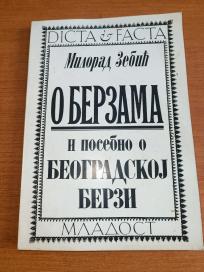 DICTA & FACTA
Милорад Зебић
О БЕРЗАМА
И посебно о
БЕОГРАДСКОЈ
БЕРЗИ
МЛАДОСТ